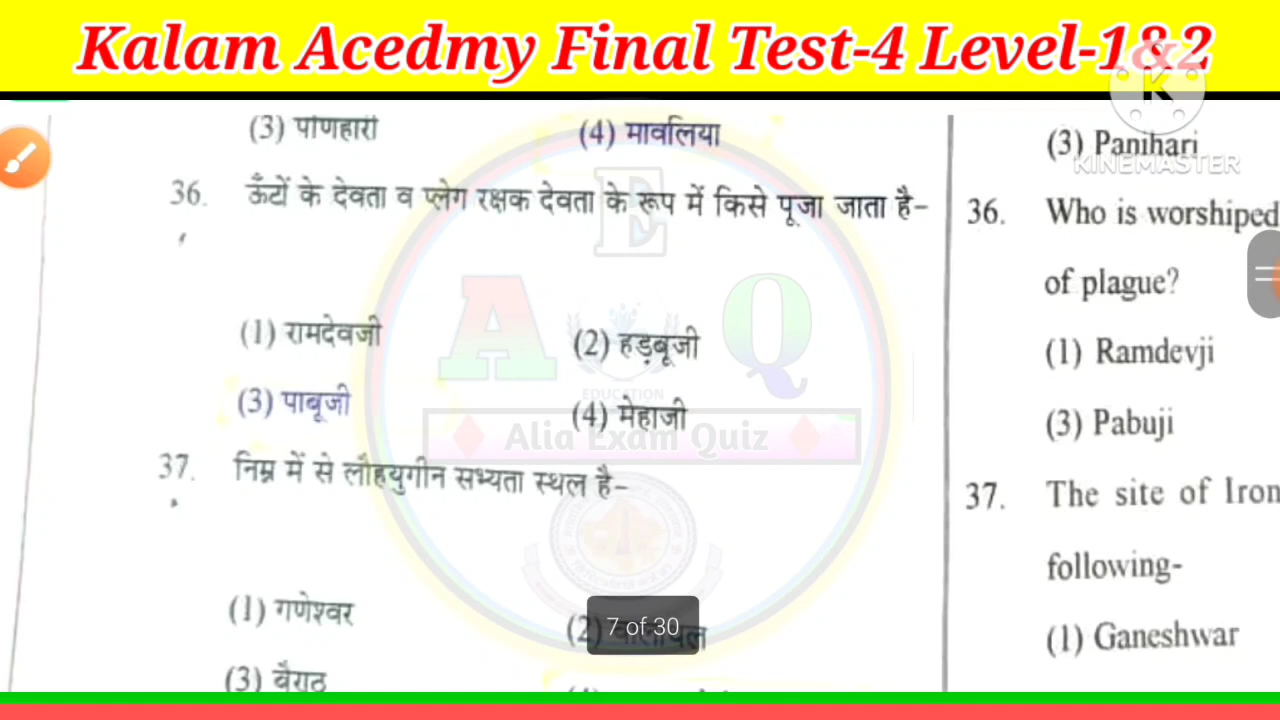 Kalam Acedmy Final Test-4 Level-1&2
K
KINEMASTER
(3) पणिहारी (4) मावलिया
36. ऊँटों के देवता व प्लेग रक्षक देवता के रूप में किसे पूजा जाता है-
(1) रामदेवजी (2) हड़बूजी
(3) पाबूजी (4) मेहाजी
37. निम्न में से लौहयुगीन सभ्यता स्थल है-
(1) गणेश्वर (2)
(3) बैराठ
(3) Panihari
36. Who is worshiped
of plague?
(1) Ramdevji
(3) Pabuji
37. The site of Iron
following-
(1) Ganeshwar
E
A Q
EDUCATION
Alia Exam Quiz
7 of 30